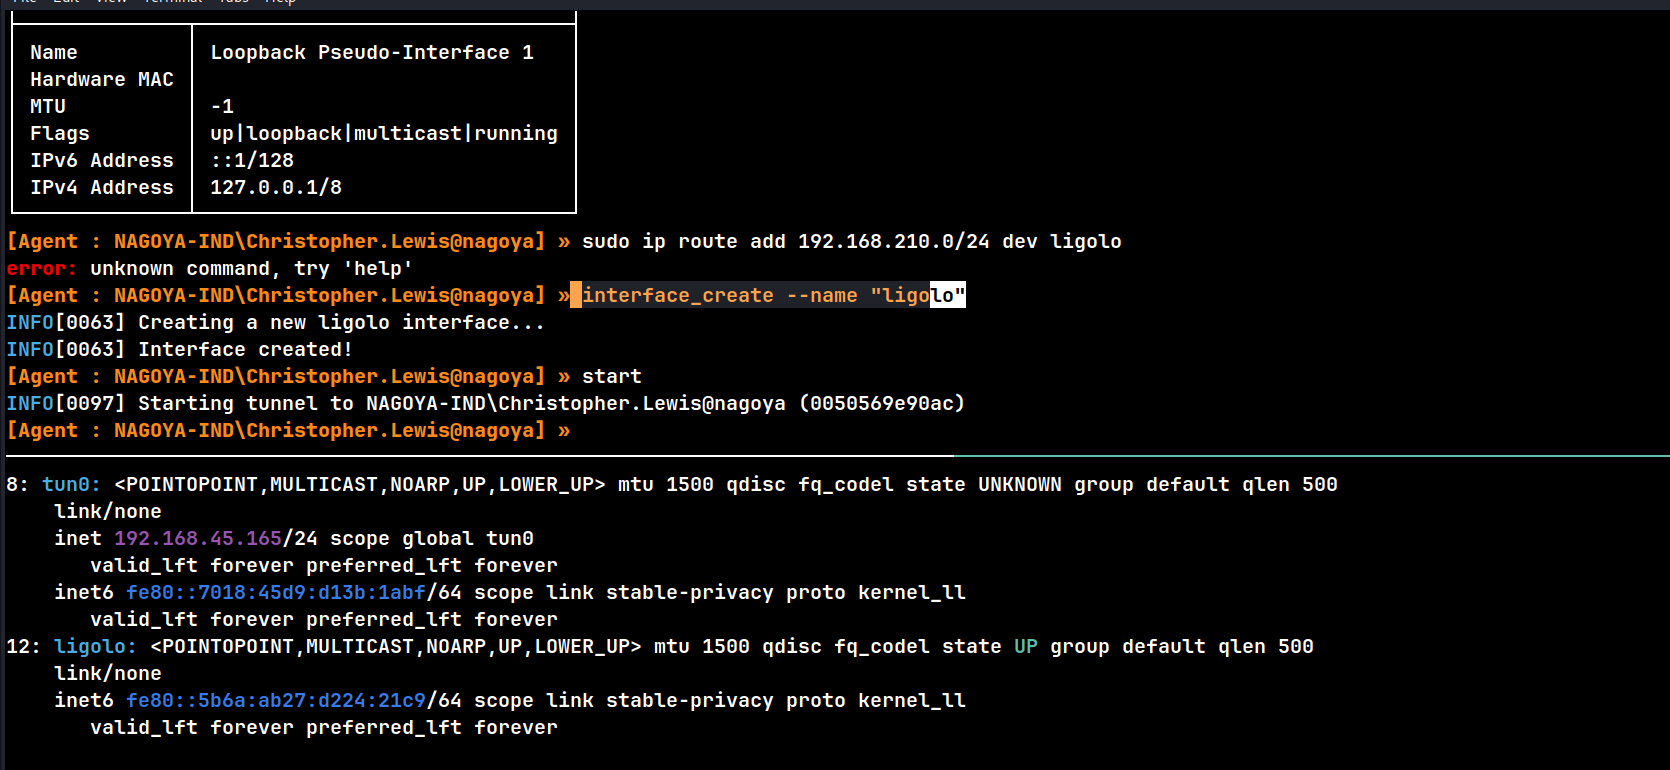 File Edit View Terminal Tabs Help
Name Loopback Pseudo-Interface 1
Hardware MAC
MTU -1
Flags up|loopback|multicast|running
IPv6 Address ::1/128
IPv4 Address 127.0.0.1/8
[Agent : NAGOYA-IND\Christopher.Lewis@nagoya] » sudo ip route add 192.168.210.0/24 dev ligolo
error: unknown command, try 'help'
[Agent : NAGOYA-IND\Christopher.Lewis@nagoya] » interface_create --name "ligolo"
INFO[0063] Creating a new ligolo interface...
INFO[0063] Interface created!
[Agent : NAGOYA-IND\Christopher.Lewis@nagoya] » start
INFO[0097] Starting tunnel to NAGOYA-IND\Christopher.Lewis@nagoya (0050569e90ac)
[Agent : NAGOYA-IND\Christopher.Lewis@nagoya] »
8: tun0: <POINTOPOINT,MULTICAST,NOARP,UP,LOWER_UP> mtu 1500 qdisc fq_codel state UNKNOWN group default qlen 500
link/none
inet 192.168.45.165/24 scope global tun0
valid_lft forever preferred_lft forever
inet6 fe80::7018:45d9:d13b:1abf/64 scope link stable-privacy proto kernel_ll
valid_lft forever preferred_lft forever
12: ligolo: <POINTOPOINT,MULTICAST,NOARP,UP,LOWER_UP> mtu 1500 qdisc fq_codel state UP group default qlen 500
link/none
inet6 fe80::5b6a:ab27:d224:21c9/64 scope link stable-privacy proto kernel_ll
valid_lft forever preferred_lft forever